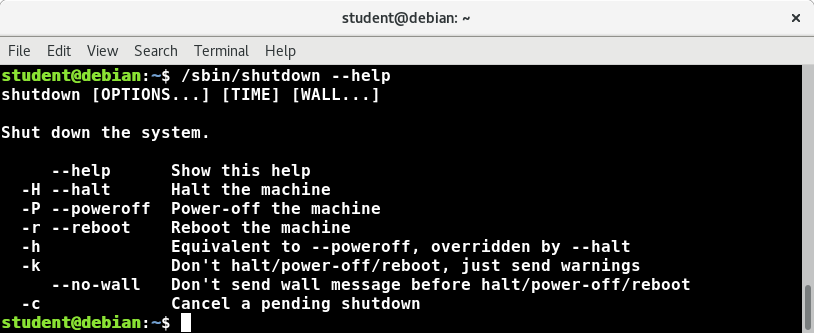 student@debian: ~
File Edit View Search Terminal Help
student@debian:~$ /sbin/shutdown --help
shutdown [OPTIONS...] [TIME] [WALL...]
Shut down the system.
--help Show this help
-H --halt Halt the machine
-P --poweroff Power-off the machine
-r --reboot Reboot the machine
-h Equivalent to --poweroff, overridden by --halt
-k Don't halt/power-off/reboot, just send warnings
--no-wall Don't send wall message before halt/power-off/reboot
-c Cancel a pending shutdown
student@debian:~$